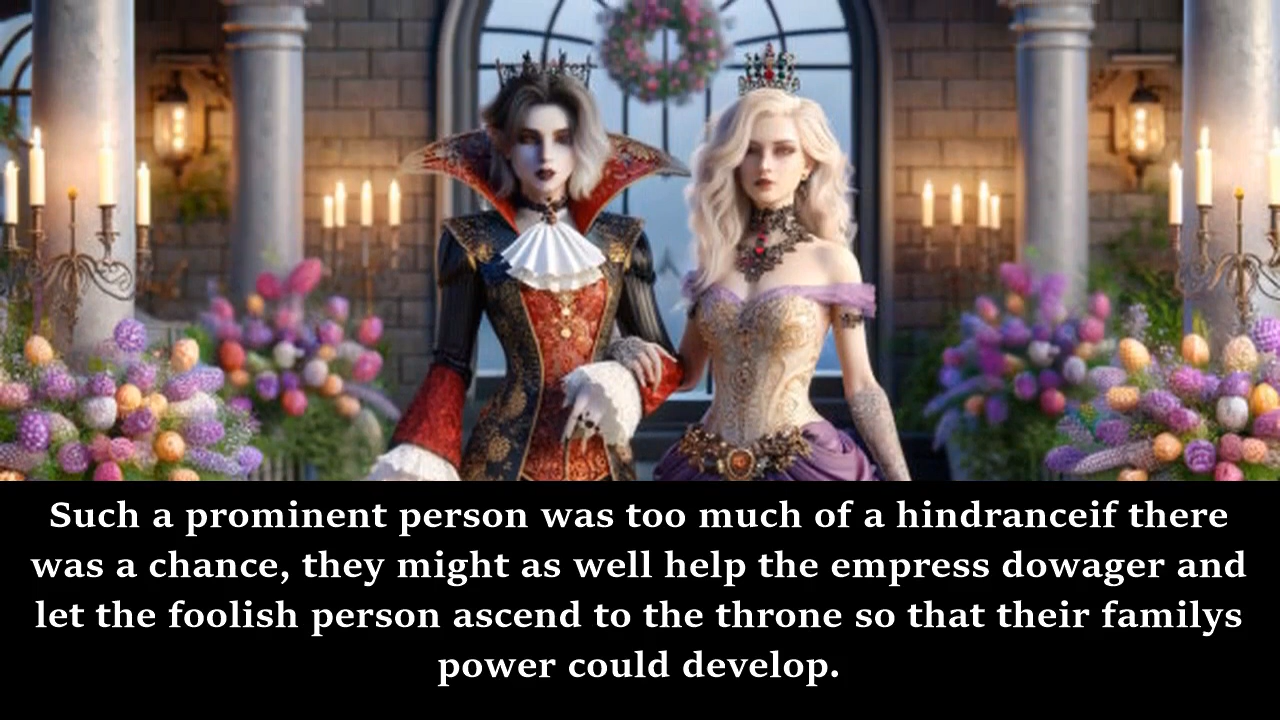 Such a prominent person was too much of a hindranceif there
was a chance, they might as well help the empress dowager and
let the foolish person ascend to the throne so that their familys
power could develop.